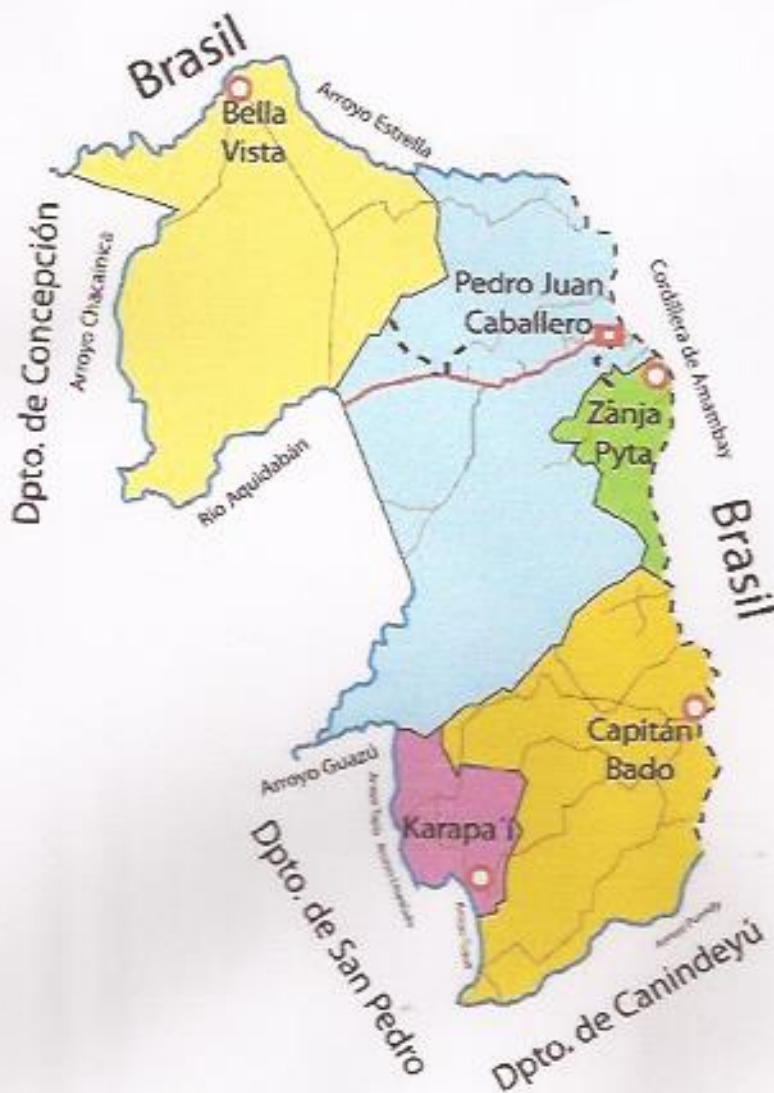 Brasil
Bella
Vista
Arroyo Estrella
Dpto. de Concepción
Arroyo Chacalnica
Pedro Juan
Caballero
Cordillera de Amambay
Zanja
Pyta
Río Aquidabán
Brasil
Capitán
Bado
Arroyo Guazú
Karapa´í
Dpto. de San Pedro
Dpto. de Canindeyú